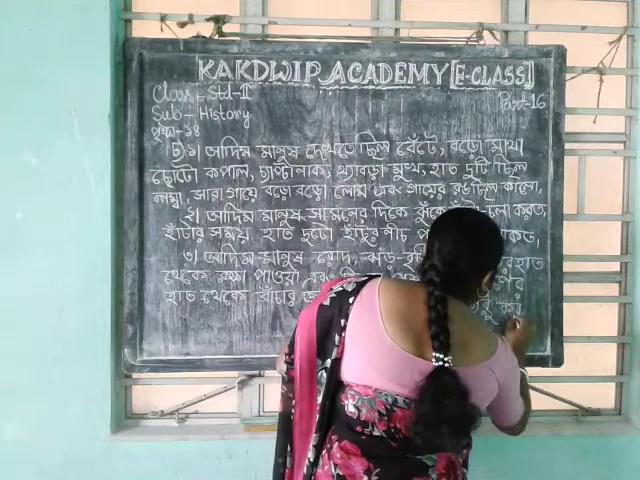 KAKDWIP ACADEMY [E-CLASS]
Class - Std-II
Part-16
Sub - History
পৃষ্ঠা-১৪
(চ) ১। আদিম মানুষ দেখতে ছিল বেঁটে, বড়ো মাথা
ছোটো কপাল, চ্যাপ্টা নাক, থ্যাবড়া মুখ, হাত দুটি ছিল
লম্বা, সারা গায়ে বড়ো বড়ো লোম এবং গায়ের রঙ ছিল কালো,
২। আদিম মানুষ সামনের দিকে ঝুঁকে চলা করত,
হাঁটার সময় হাত দুটো হাঁটুর নীচ
৩। আদিম-মানুষ রোদ, ঝড়- হাত
থেকে রক্ষা পাওয়া এবং
হাত থেকে বাঁচার